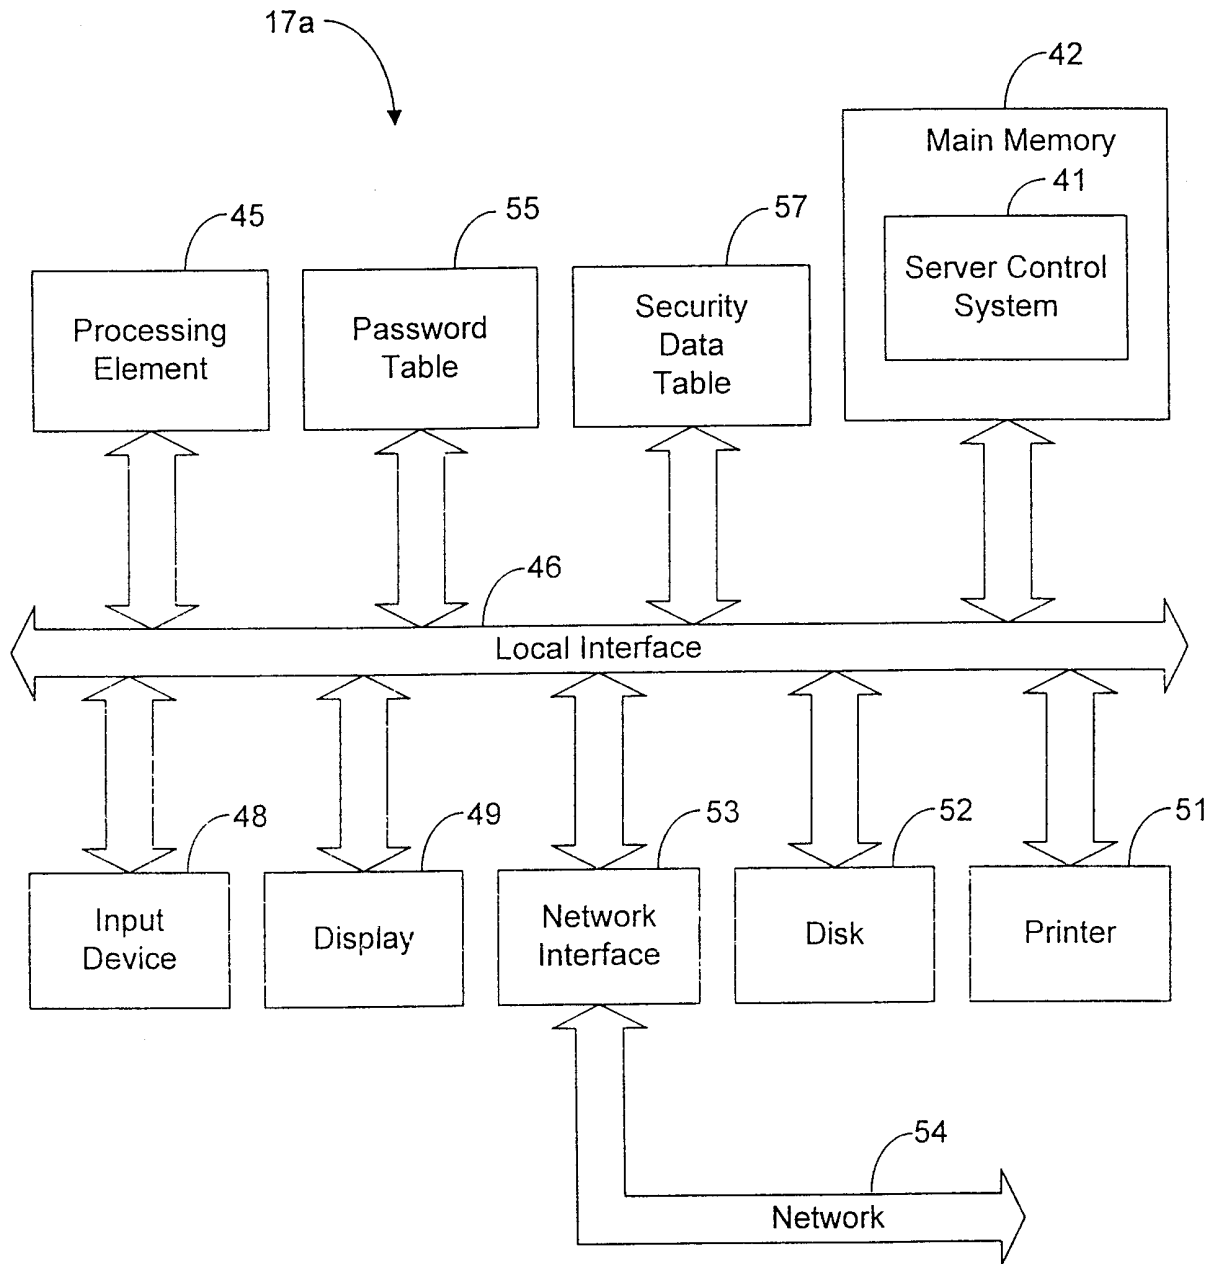 17a
42
Main Memory
41
Server Control
System
45
Processing
Element
55
Password
Table
57
Security
Data
Table
46
Local Interface
48
Input
Device
49
Display
53
Network
Interface
52
Disk
51
Printer
54
Network